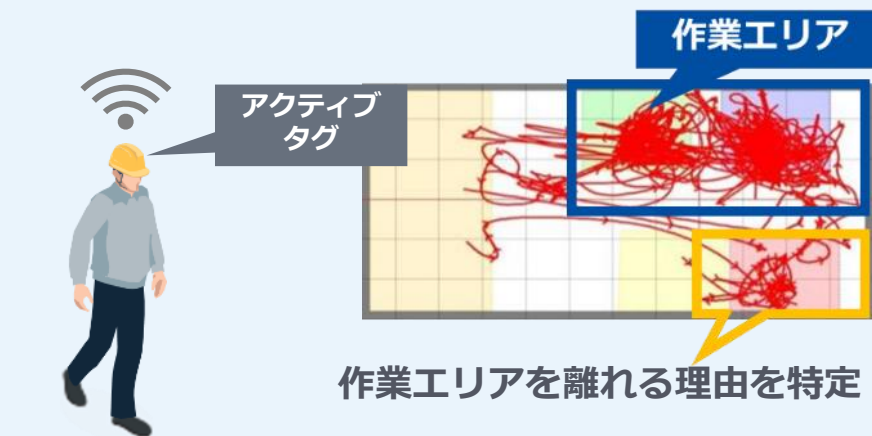 作業エリア
アクティブ
タグ
作業エリアを離れる理由を特定